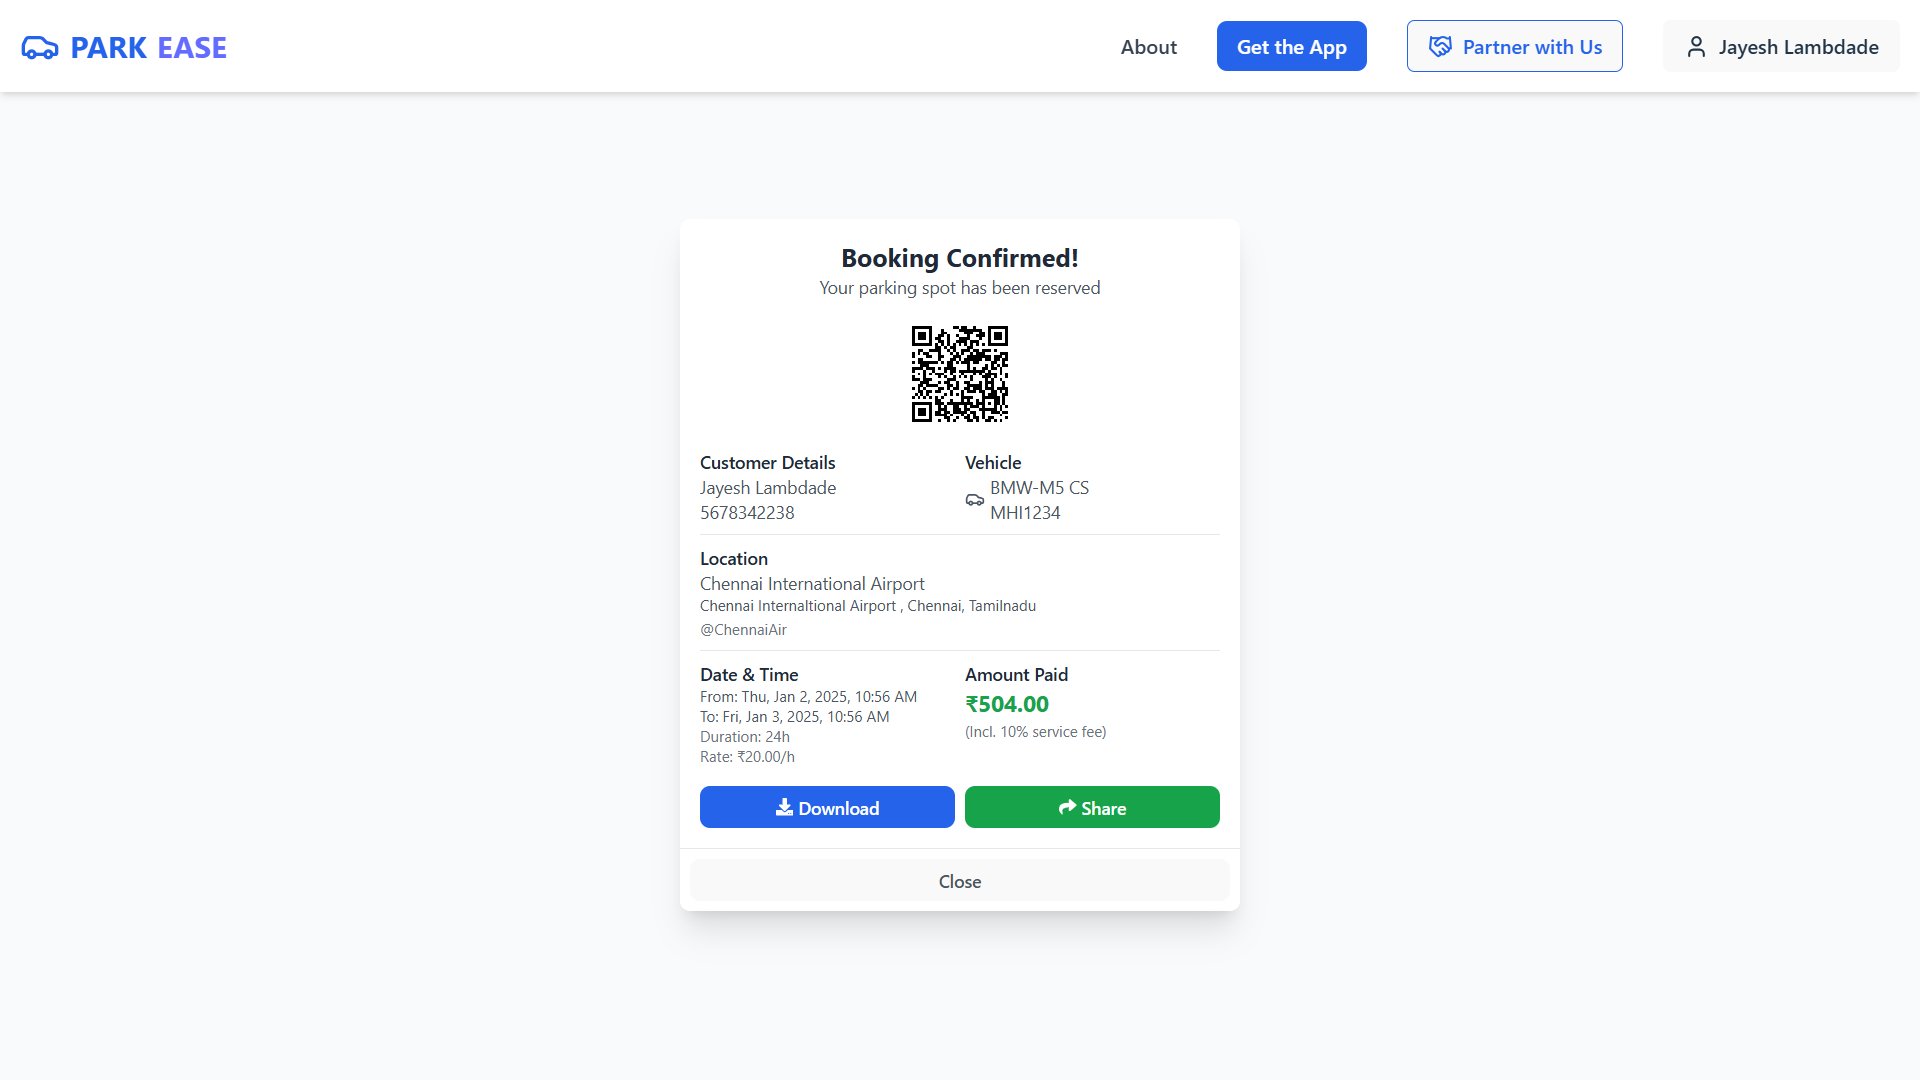 PARK EASE
About
Get the App
Partner with Us
Jayesh Lambdade
Booking Confirmed!
Your parking spot has been reserved
Customer Details
Jayesh Lambdade
5678342238
Vehicle
BMW-M5 CS
MHI1234
Location
Chennai International Airport
Chennai Internaltional Airport , Chennai, Tamilnadu
@ChennaiAir
Date & Time
From: Thu, Jan 2, 2025, 10:56 AM
To: Fri, Jan 3, 2025, 10:56 AM
Duration: 24h
Rate: ₹20.00/h
Amount Paid
₹504.00
(Incl. 10% service fee)
Download
Share
Close